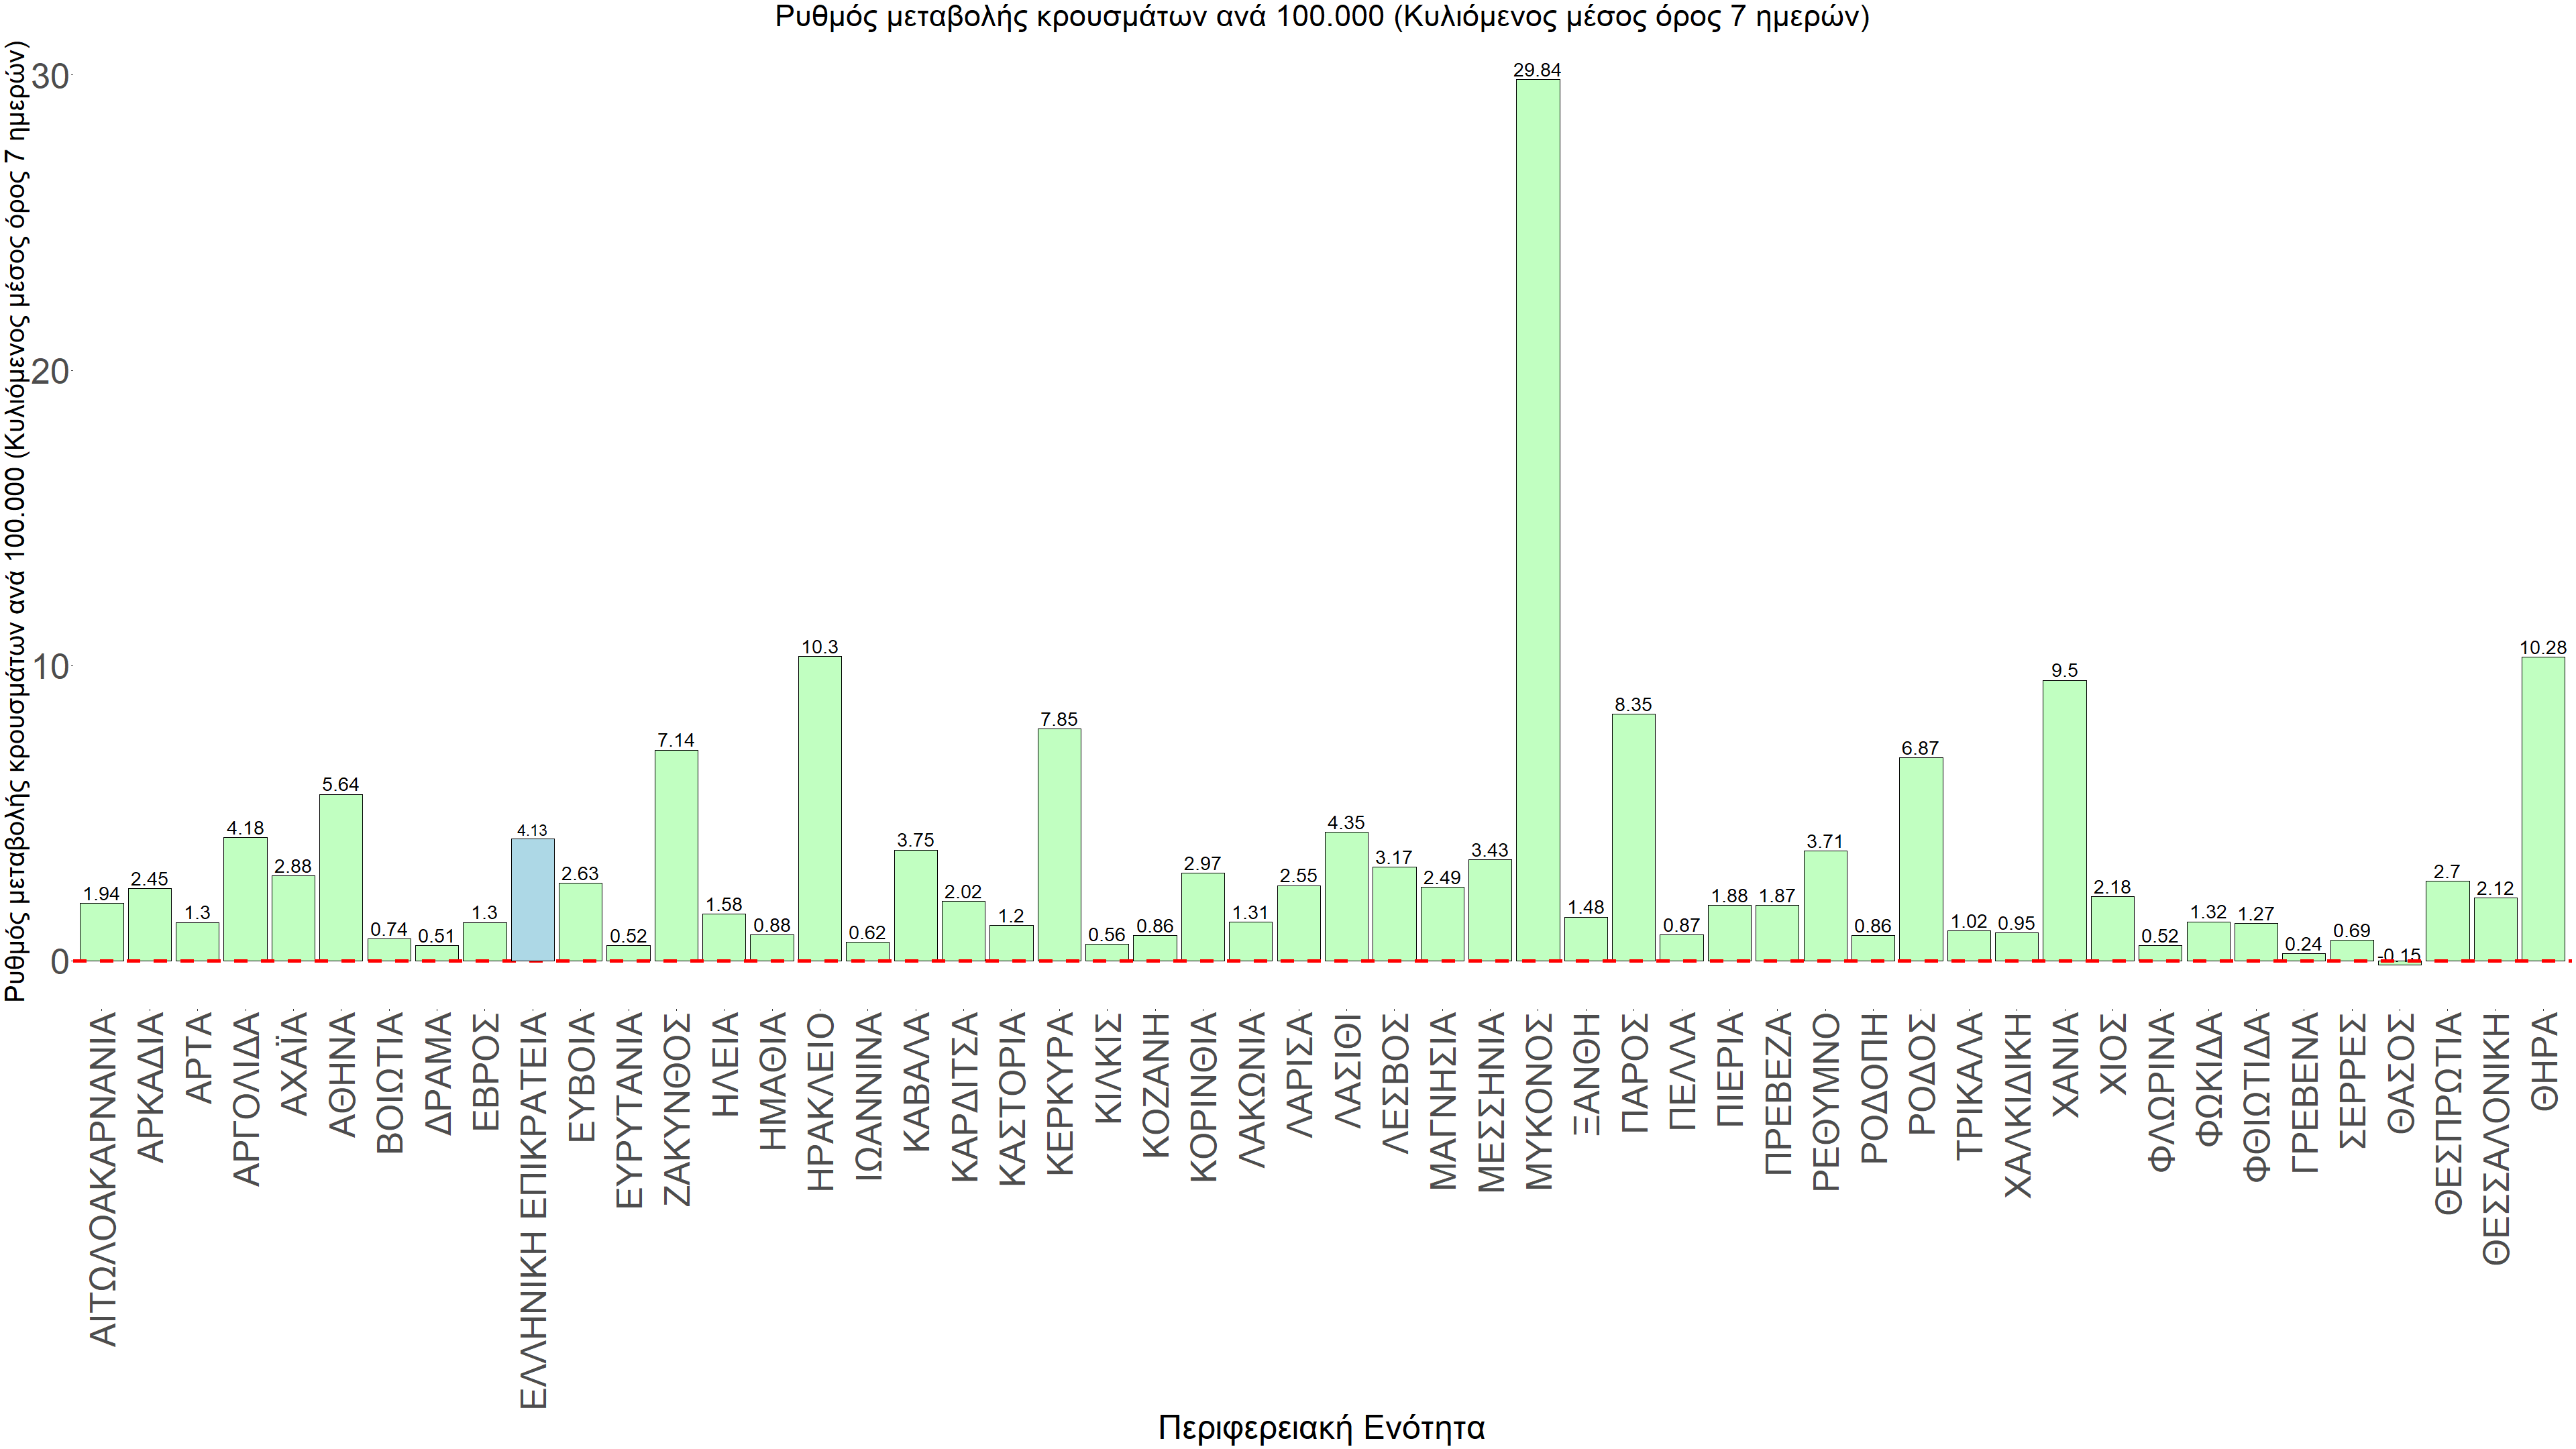 Ρυθμός μεταβολής κρουσμάτων ανά 100.000 (Κυλιόμενος μέσος όρος 7 ημερών)
Ρυθμός μεταβολής κρουσμάτων ανά 100.000 (Κυλιόμενος μέσος όρος 7 ημερών)
30
20
10
0
1.94
2.45
1.3
4.18
2.88
5.64
0.74
0.51
1.3
4.13
2.63
0.52
7.14
1.58
0.88
10.3
0.62
3.75
2.02
1.2
7.85
0.56
0.86
2.97
1.31
2.55
4.35
3.17
2.49
3.43
29.84
1.48
8.35
0.87
1.88
1.87
3.71
0.86
6.87
1.02
0.95
9.5
2.18
0.52
1.32
1.27
0.24
0.69
-0.15
2.7
2.12
10.28
ΑΙΤΩΛΟΑΚΑΡΝΑΝΙΑ
ΑΡΚΑΔΙΑ
ΑΡΤΑ
ΑΡΓΟΛΙΔΑ
ΑΧΑΪΑ
ΑΘΗΝΑ
ΒΟΙΩΤΙΑ
ΔΡΑΜΑ
ΕΒΡΟΣ
ΕΛΛΗΝΙΚΗ ΕΠΙΚΡΑΤΕΙΑ
ΕΥΒΟΙΑ
ΕΥΡΥΤΑΝΙΑ
ΖΑΚΥΝΘΟΣ
ΗΛΕΙΑ
ΗΜΑΘΙΑ
ΗΡΑΚΛΕΙΟ
ΙΩΑΝΝΙΝΑ
ΚΑΒΑΛΑ
ΚΑΡΔΙΤΣΑ
ΚΑΣΤΟΡΙΑ
ΚΕΡΚΥΡΑ
ΚΙΛΚΙΣ
ΚΟΖΑΝΗ
ΚΟΡΙΝΘΙΑ
ΛΑΚΩΝΙΑ
ΛΑΡΙΣΑ
ΛΑΣΙΘΙ
ΛΕΣΒΟΣ
ΜΑΓΝΗΣΙΑ
ΜΕΣΣΗΝΙΑ
ΜΥΚΟΝΟΣ
ΞΑΝΘΗ
ΠΑΡΟΣ
ΠΕΛΛΑ
ΠΙΕΡΙΑ
ΠΡΕΒΕΖΑ
ΡΕΘΥΜΝΟ
ΡΟΔΟΠΗ
ΡΟΔΟΣ
ΤΡΙΚΑΛΑ
ΧΑΛΚΙΔΙΚΗ
ΧΑΝΙΑ
ΧΙΟΣ
ΦΛΩΡΙΝΑ
ΦΩΚΙΔΑ
ΦΘΙΩΤΙΔΑ
ΓΡΕΒΕΝΑ
ΣΕΡΡΕΣ
ΘΑΣΟΣ
ΘΕΣΠΡΩΤΙΑ
ΘΕΣΣΑΛΟΝΙΚΗ
ΘΗΡΑ
Περιφερειακή Ενότητα